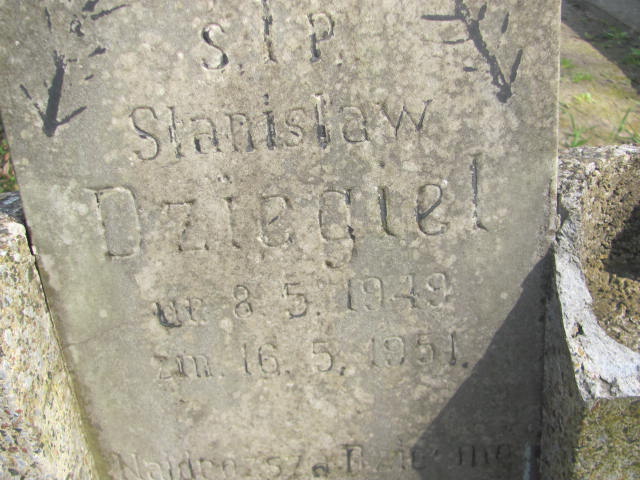 Ś.†P.
Stanisław
Dzięgiel
ur 8. 5. 1949
zm. 16. 5. 1951.